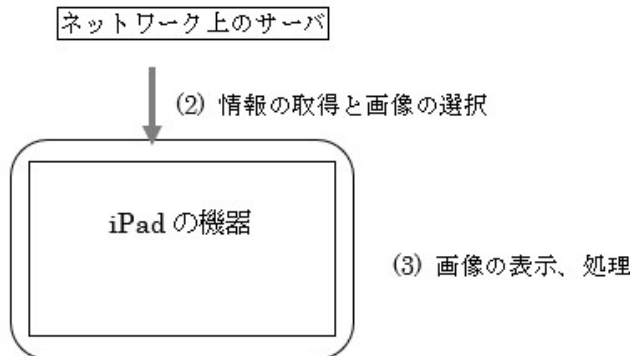 ネットワーク上のサーバ
(2) 情報の取得と画像の選択
iPad の機器
(3) 画像の表示、処理